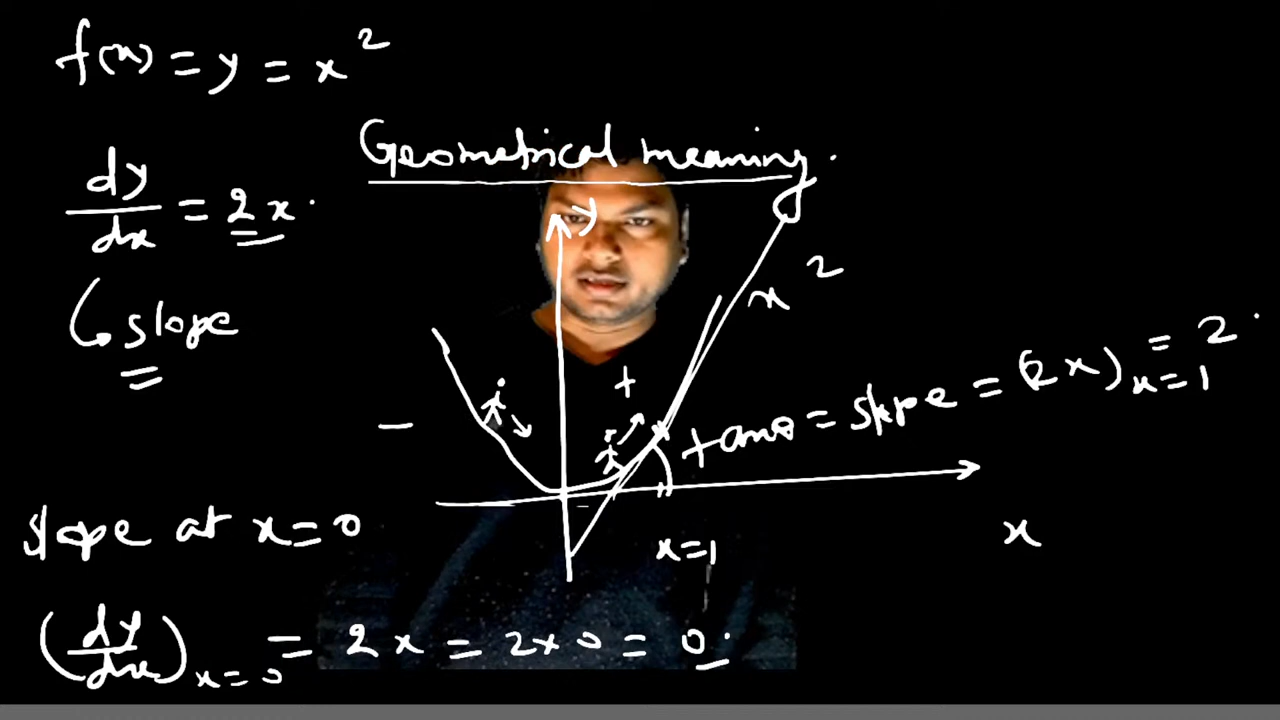 f(x) = y = x²
Geometrical meaning.
dy/dx = 2x.
slope
y
x²
+
−
tanθ = slope = (2x)ₓ₌₁ = 2.
slope at x=0
x=1
x
(dy/dx)ₓ₌₀ = 2x = 2×0 = 0.